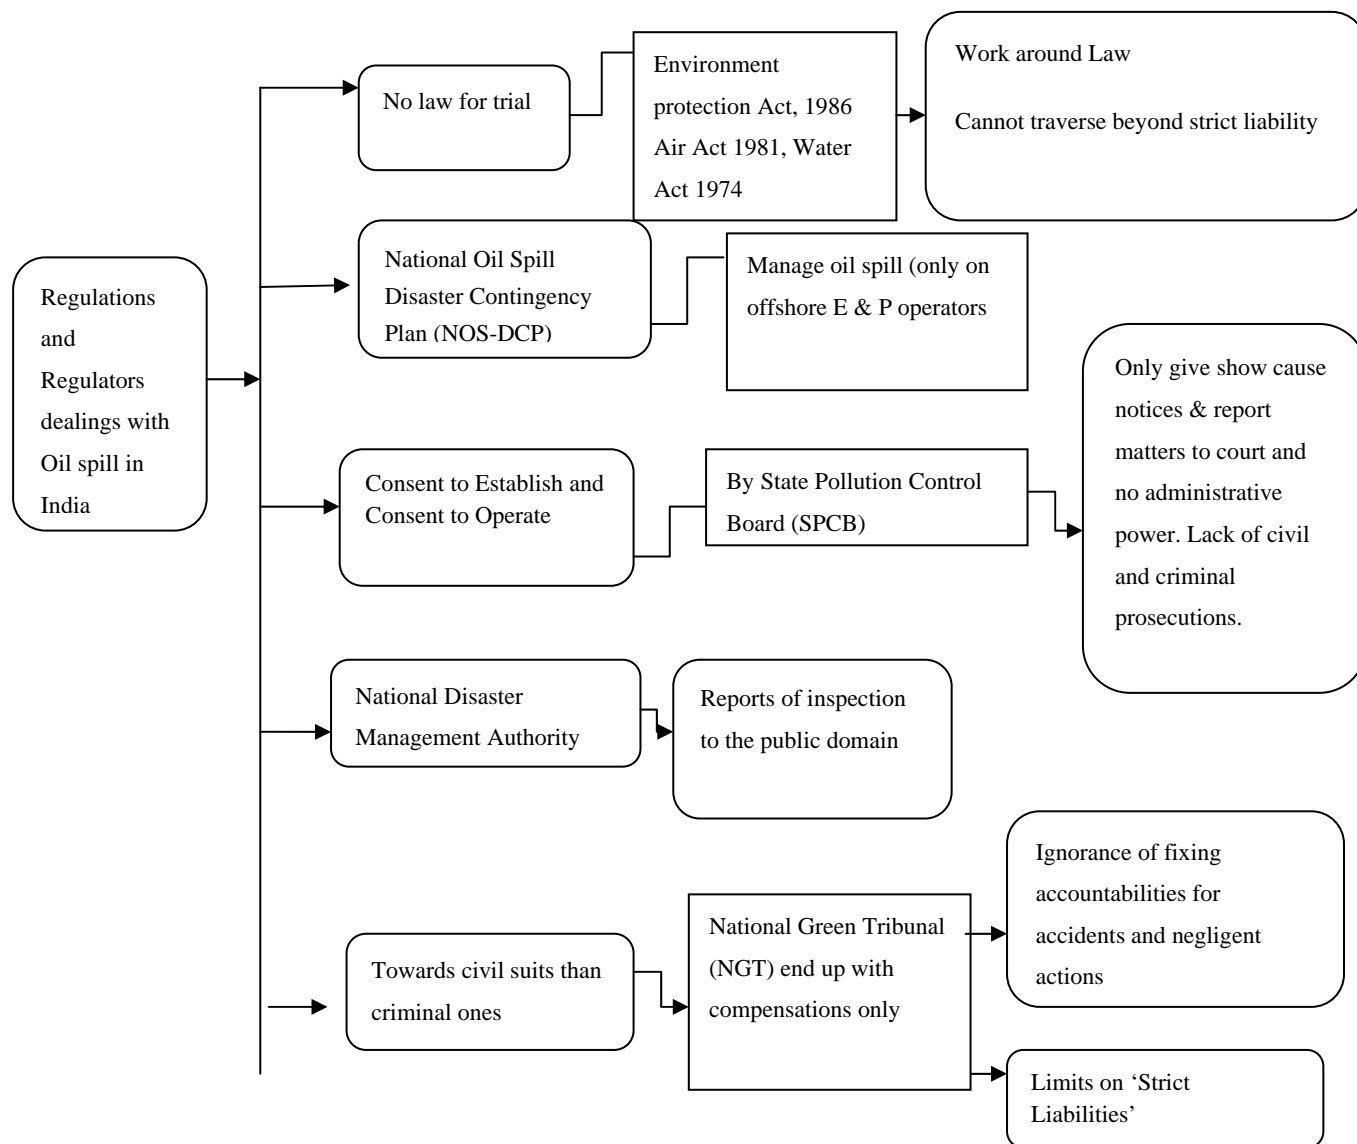 Regulations
and
Regulators
dealings with
Oil spill in
India
No law for trial
Environment
protection Act, 1986
Air Act 1981, Water
Act 1974
Work around Law
Cannot traverse beyond strict liability
National Oil Spill
Disaster Contingency
Plan (NOS-DCP)
Manage oil spill (only on
offshore E & P operators
Consent to Establish and
Consent to Operate
By State Pollution Control
Board (SPCB)
Only give show cause
notices & report
matters to court and
no administrative
power. Lack of civil
and criminal
prosecutions.
National Disaster
Management Authority
Reports of inspection
to the public domain
Towards civil suits than
criminal ones
National Green Tribunal
(NGT) end up with
compensations only
Ignorance of fixing
accountabilities for
accidents and negligent
actions
Limits on ‘Strict
Liabilities’